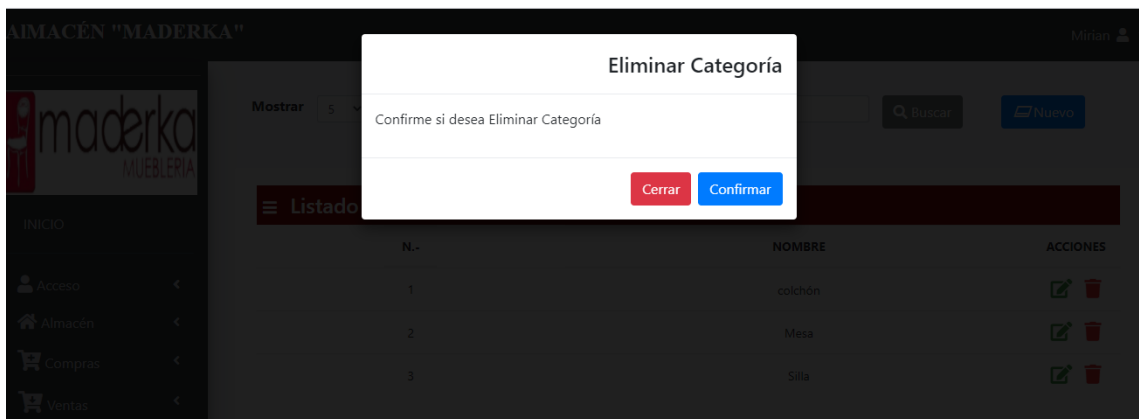 AlMACÉN "MADERKA"
Mirian
Eliminar Categoría
Confirme si desea Eliminar Categoría
Cerrar
Confirmar
maderka
MUEBLERIA
Mostrar
5
Buscar
Nuevo
Listado
INICIO
N.-
NOMBRE
ACCIONES
Acceso
1
colchón
Almacén
2
Mesa
Compras
3
Silla
Ventas